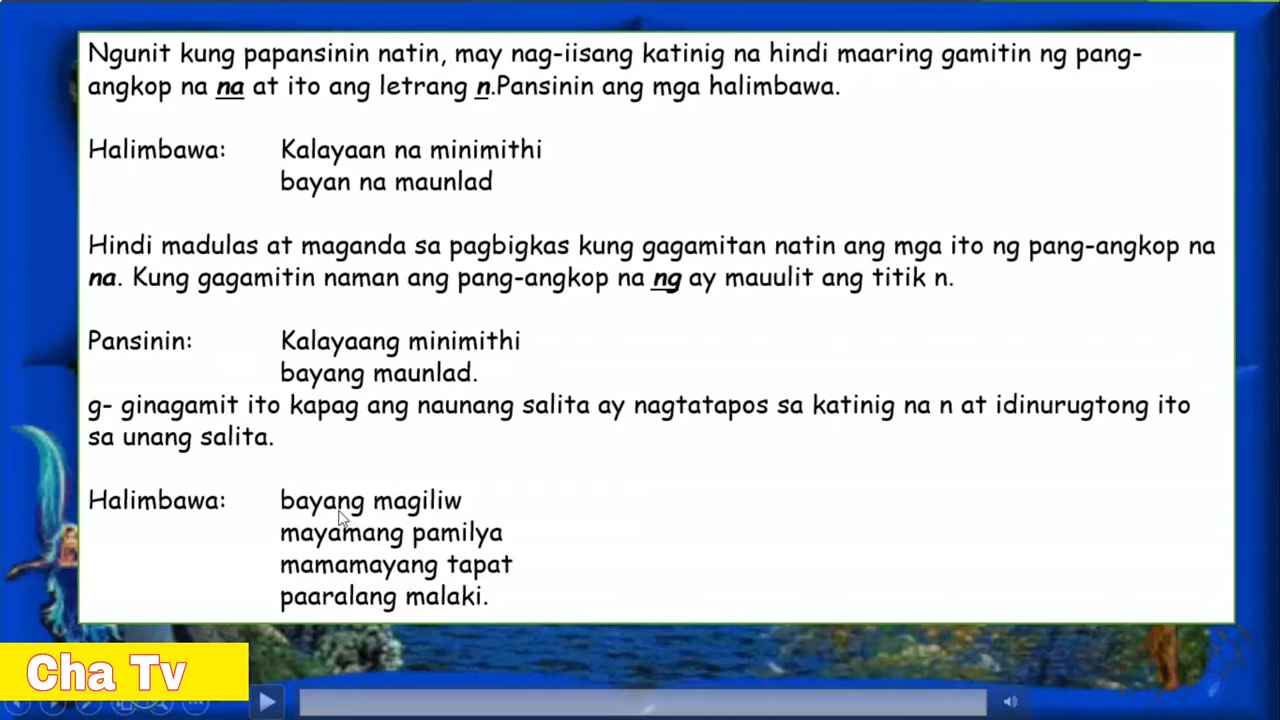 Ngunit kung papansinin natin, may nag-iisang katinig na hindi maaring gamitin ng pang-
angkop na na at ito ang letrang n.Pansinin ang mga halimbawa.
Halimbawa: Kalayaan na minimithi
bayan na maunlad
Hindi madulas at maganda sa pagbigkas kung gagamitan natin ang mga ito ng pang-angkop na
na. Kung gagamitin naman ang pang-angkop na ng ay mauulit ang titik n.
Pansinin: Kalayaang minimithi
bayang maunlad.
g- ginagamit ito kapag ang naunang salita ay nagtatapos sa katinig na n at idinurugtong ito
sa unang salita.
Halimbawa: bayang magiliw
mayamang pamilya
mamamayang tapat
paaralang malaki.
Cha Tv